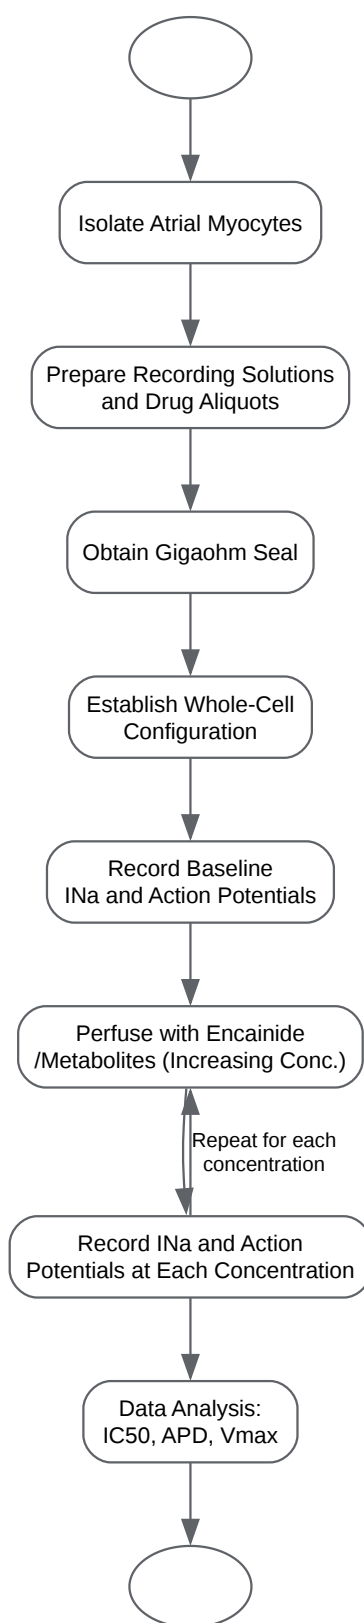 Isolate Atrial Myocytes
Prepare Recording Solutions
and Drug Aliquots
Obtain Gigaohm Seal
Establish Whole-Cell
Configuration
Record Baseline
INa and Action Potentials
Perfuse with Encainide
/Metabolites (Increasing Conc.)
Repeat for each
concentration
Record INa and Action
Potentials at Each Concentration
Data Analysis:
IC50, APD, Vmax